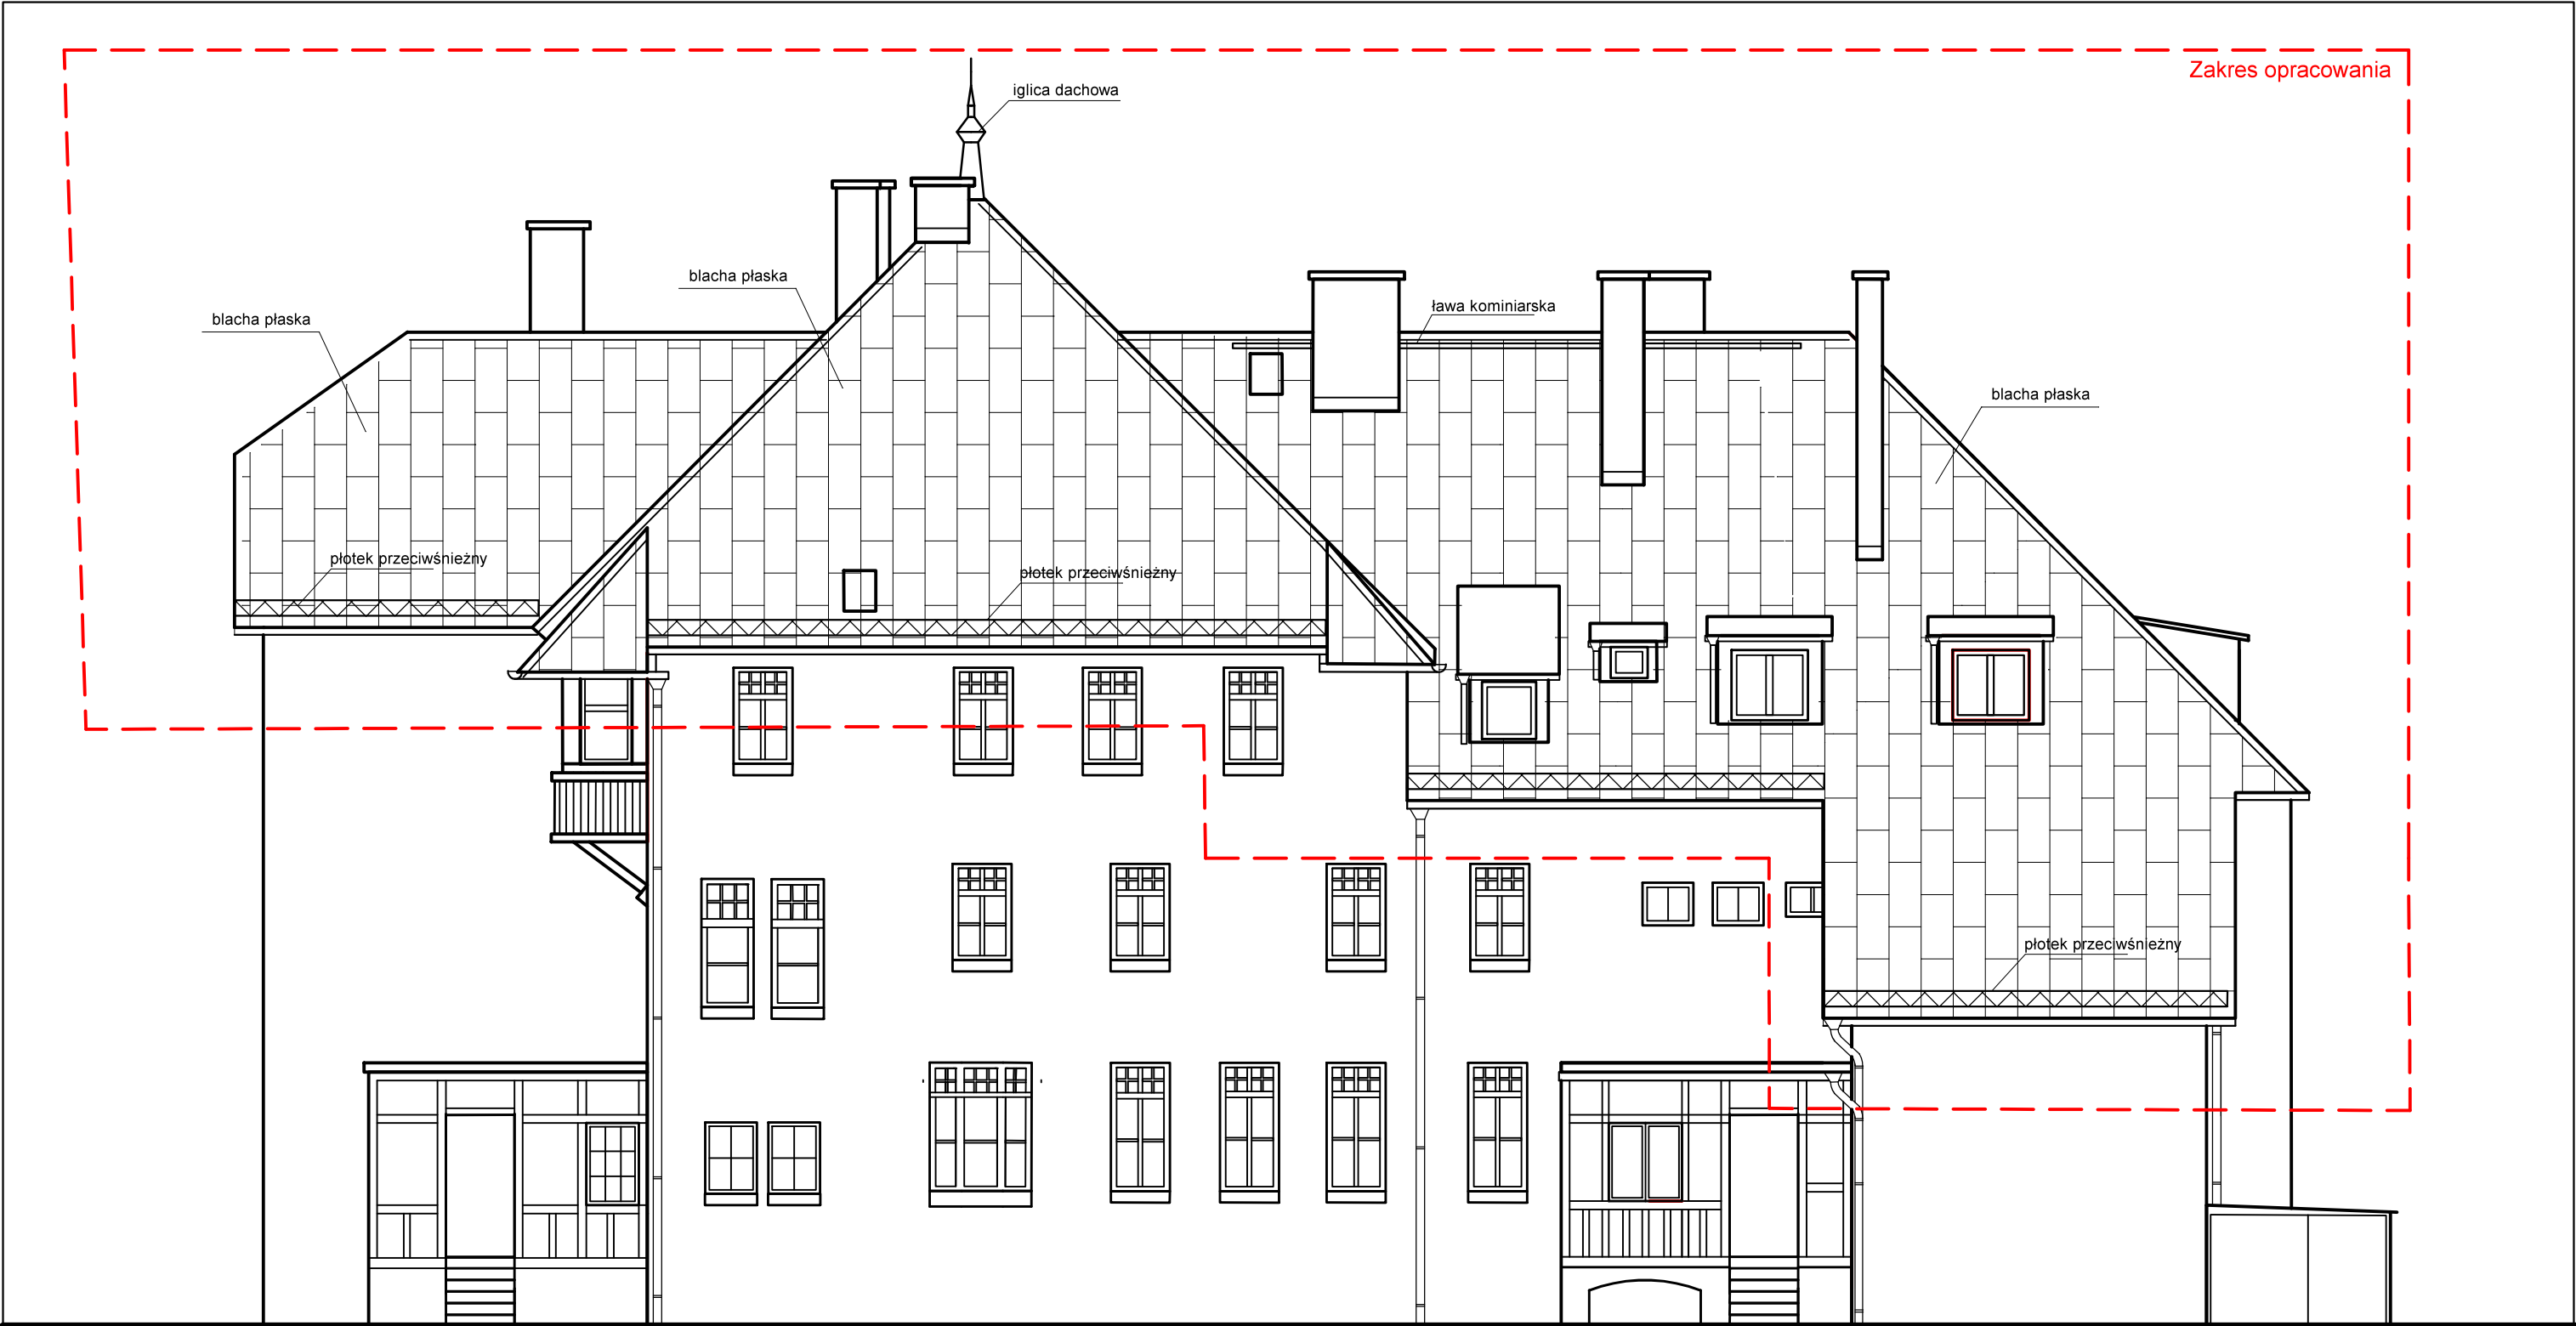 Zakres opracowania
iglica dachowa
blacha płaska
blacha płaska
ława kominiarska
blacha płaska
płotek przeciwśnieżny
płotek przeciwśnieżny
płotek przeciwśnieżny